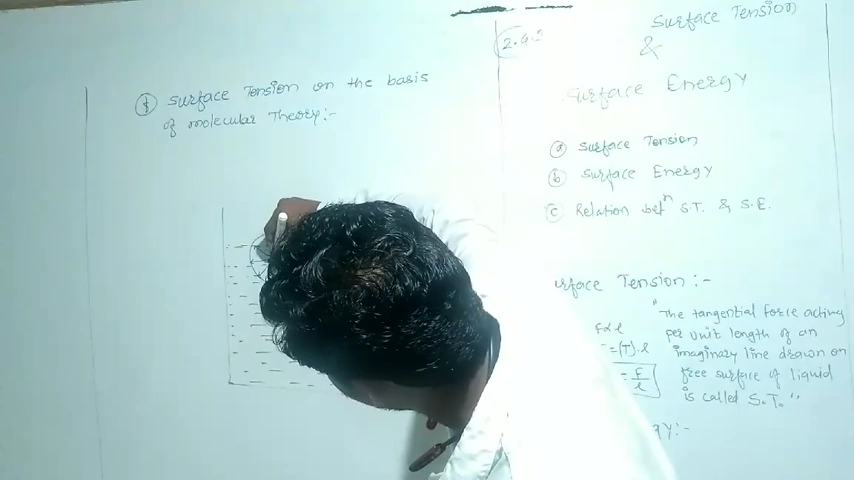 Surface Tension on the basis
of molecular Theory:-
2.4.2
Surface Tension
&
Surface Energy
(a) Surface Tension
(b) Surface Energy
(c) Relation betⁿ S.T. & S.E.
urface Tension:-
"The tangential force acting
per unit length of an
imaginary line drawn on
free surface of liquid
is called S.T."
F∝l
=(T).l
= F/l
gy:-